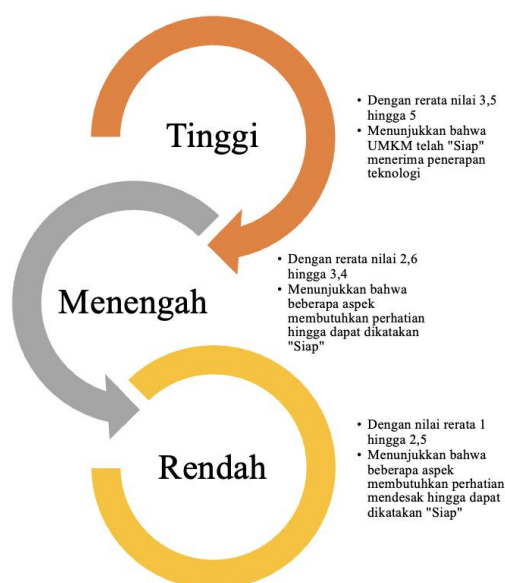 Tinggi
• Dengan rerata nilai 3,5
hingga 5
• Menunjukkan bahwa
UMKM telah "Siap"
menerima penerapan
teknologi
Menengah
• Dengan rerata nilai 2,6
hingga 3,4
• Menunjukkan bahwa
beberapa aspek
membutuhkan perhatian
hingga dapat dikatakan
"Siap"
Rendah
• Dengan nilai rerata 1
hingga 2,5
• Menunjukkan bahwa
beberapa aspek
membutuhkan perhatian
mendesak hingga dapat
dikatakan "Siap"